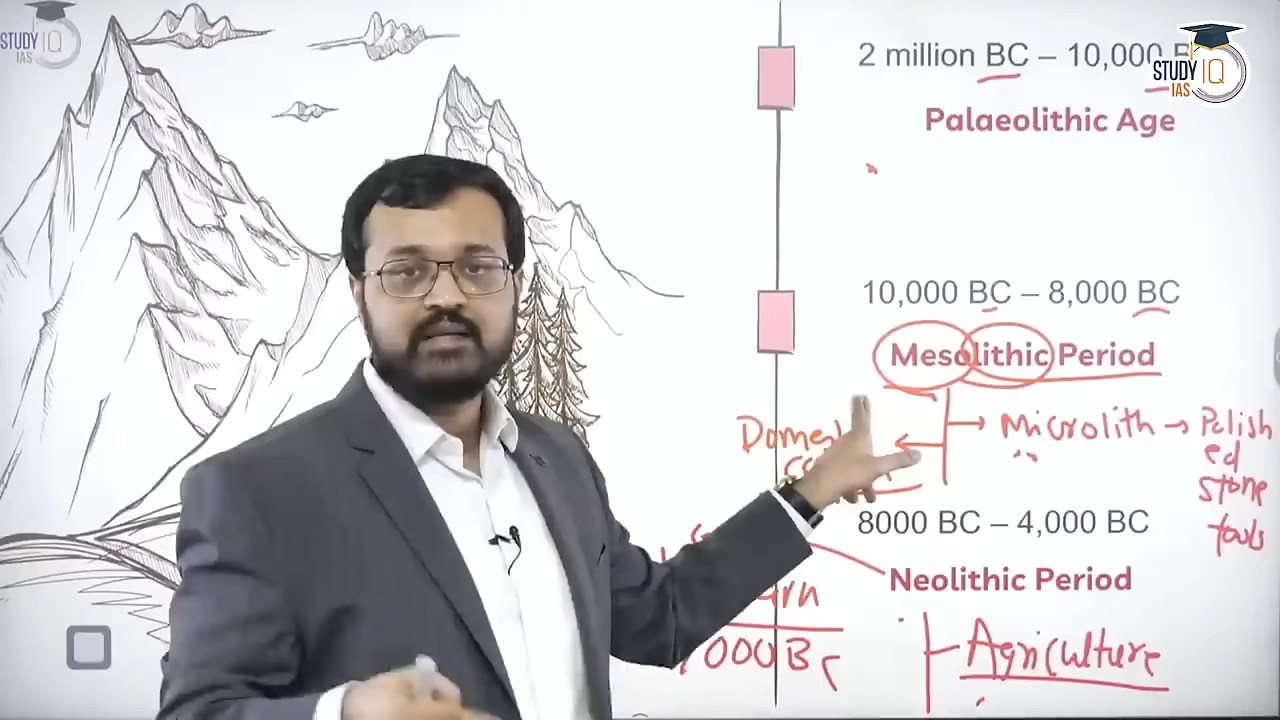 STUDY IQ
IAS
2 million BC – 10,000
STUDY IQ
IAS
Palaeolithic Age
10,000 BC – 8,000 BC
Mesolithic Period
Microlith → Polish
ed
stone
tools
8000 BC – 4,000 BC
Neolithic Period
Agriculture